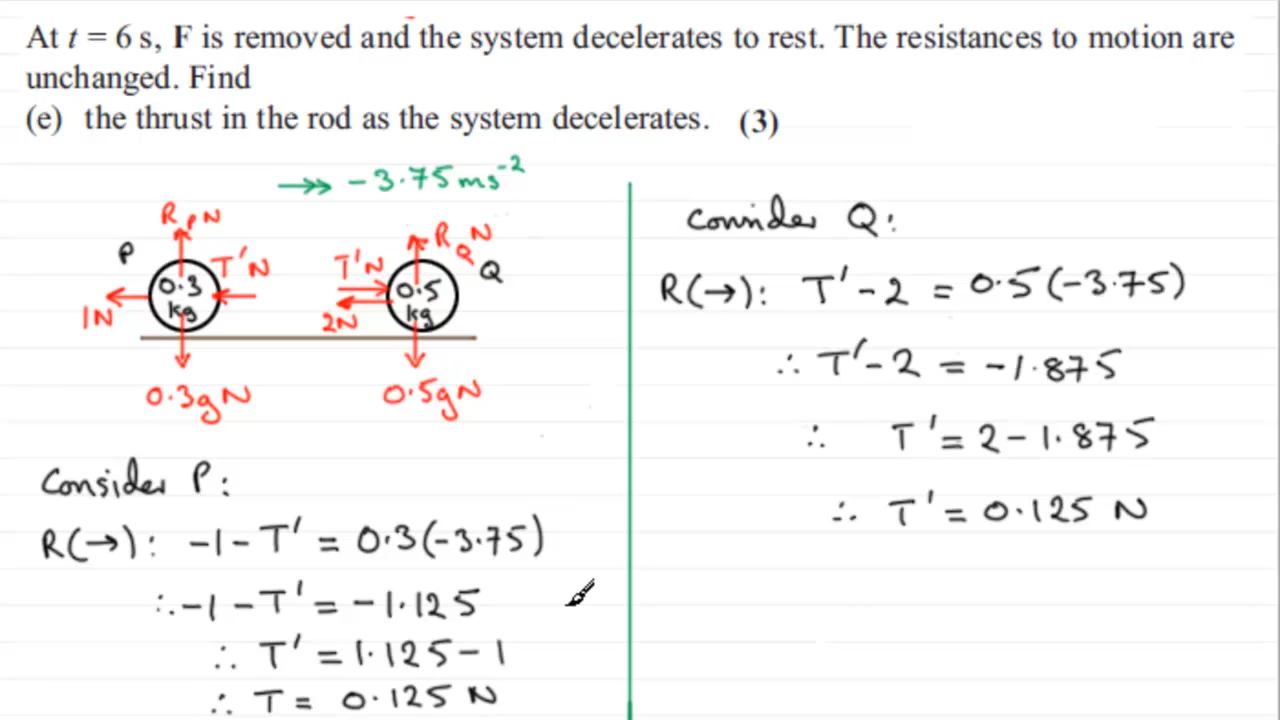 At t = 6 s, F is removed and the system decelerates to rest. The resistances to motion are
unchanged. Find
(e) the thrust in the rod as the system decelerates. (3)
→ -3.75 ms⁻²
R_P N
P
T'N
0.3
kg
1N
0.3gN
R_Q N
T'N
Q
0.5
kg
2N
0.5gN
Consider P:
R(→): -1 - T' = 0.3(-3.75)
∴ -1 - T' = -1.125
∴ T' = 1.125 - 1
∴ T = 0.125 N
Consider Q:
R(→): T' - 2 = 0.5(-3.75)
∴ T' - 2 = -1.875
∴ T' = 2 - 1.875
∴ T' = 0.125 N